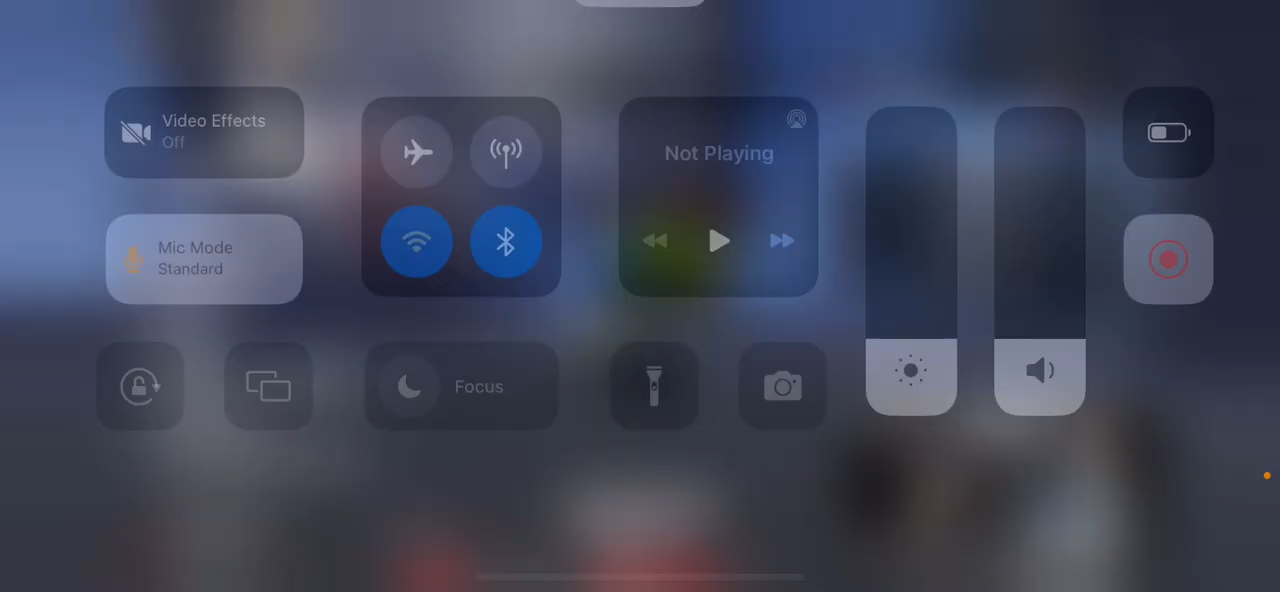 Video Effects
Off
Mic Mode
Standard
Not Playing
Focus